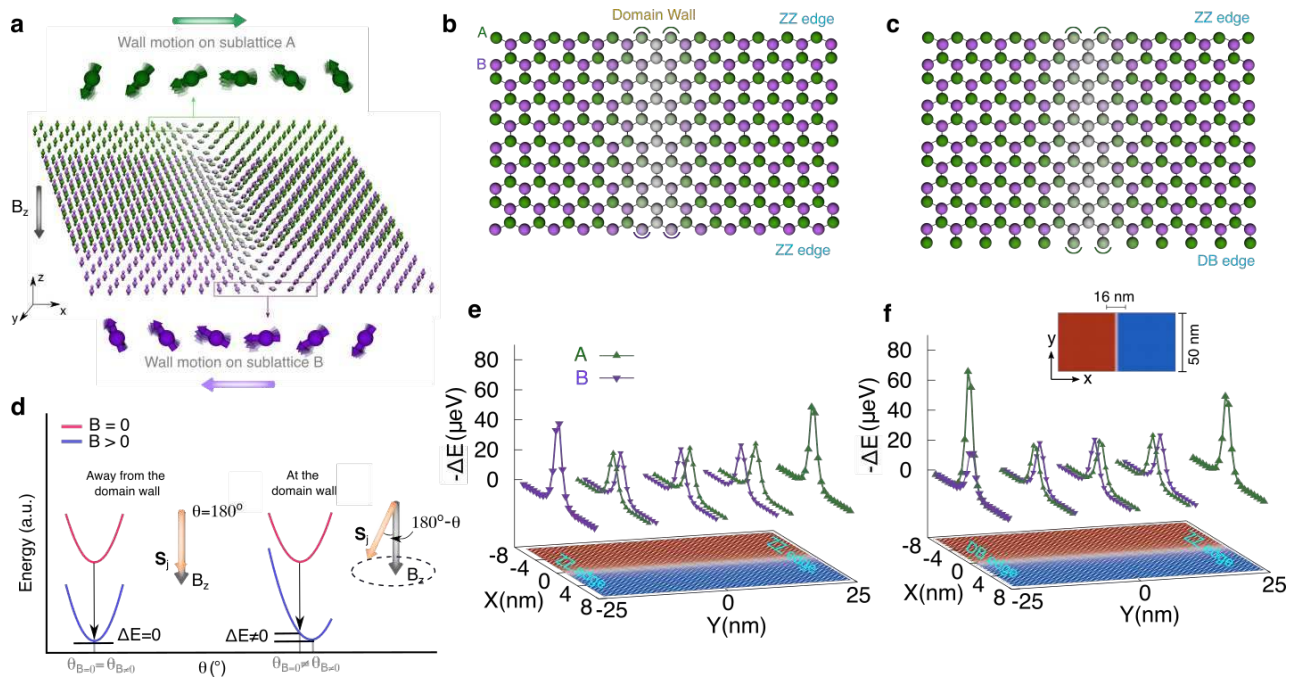 a
Wall motion on sublattice A
B_z
z
y
x
Wall motion on sublattice B
b
Domain Wall
ZZ edge
A
B
ZZ edge
c
ZZ edge
DB edge
d
B = 0
B > 0
Away from the
domain wall
At the
domain wall
θ=180°
S_j
B_z
180°-θ
S_j
B_z
Energy (a.u.)
ΔE=0
ΔE≠0
θ_B=0 = θ_B≠0
θ (°)
θ_B=0 ≠ θ_B≠0
e
A
B
-ΔE (μeV)
80
60
40
20
0
ZZ edge
ZZ edge
-8
-4
0
4
8
X(nm)
-25
0
25
Y(nm)
f
16 nm
50 nm
y
x
-ΔE (μeV)
80
60
40
20
0
DB edge
ZZ edge
-8
-4
0
4
8
X(nm)
-25
0
25
Y(nm)